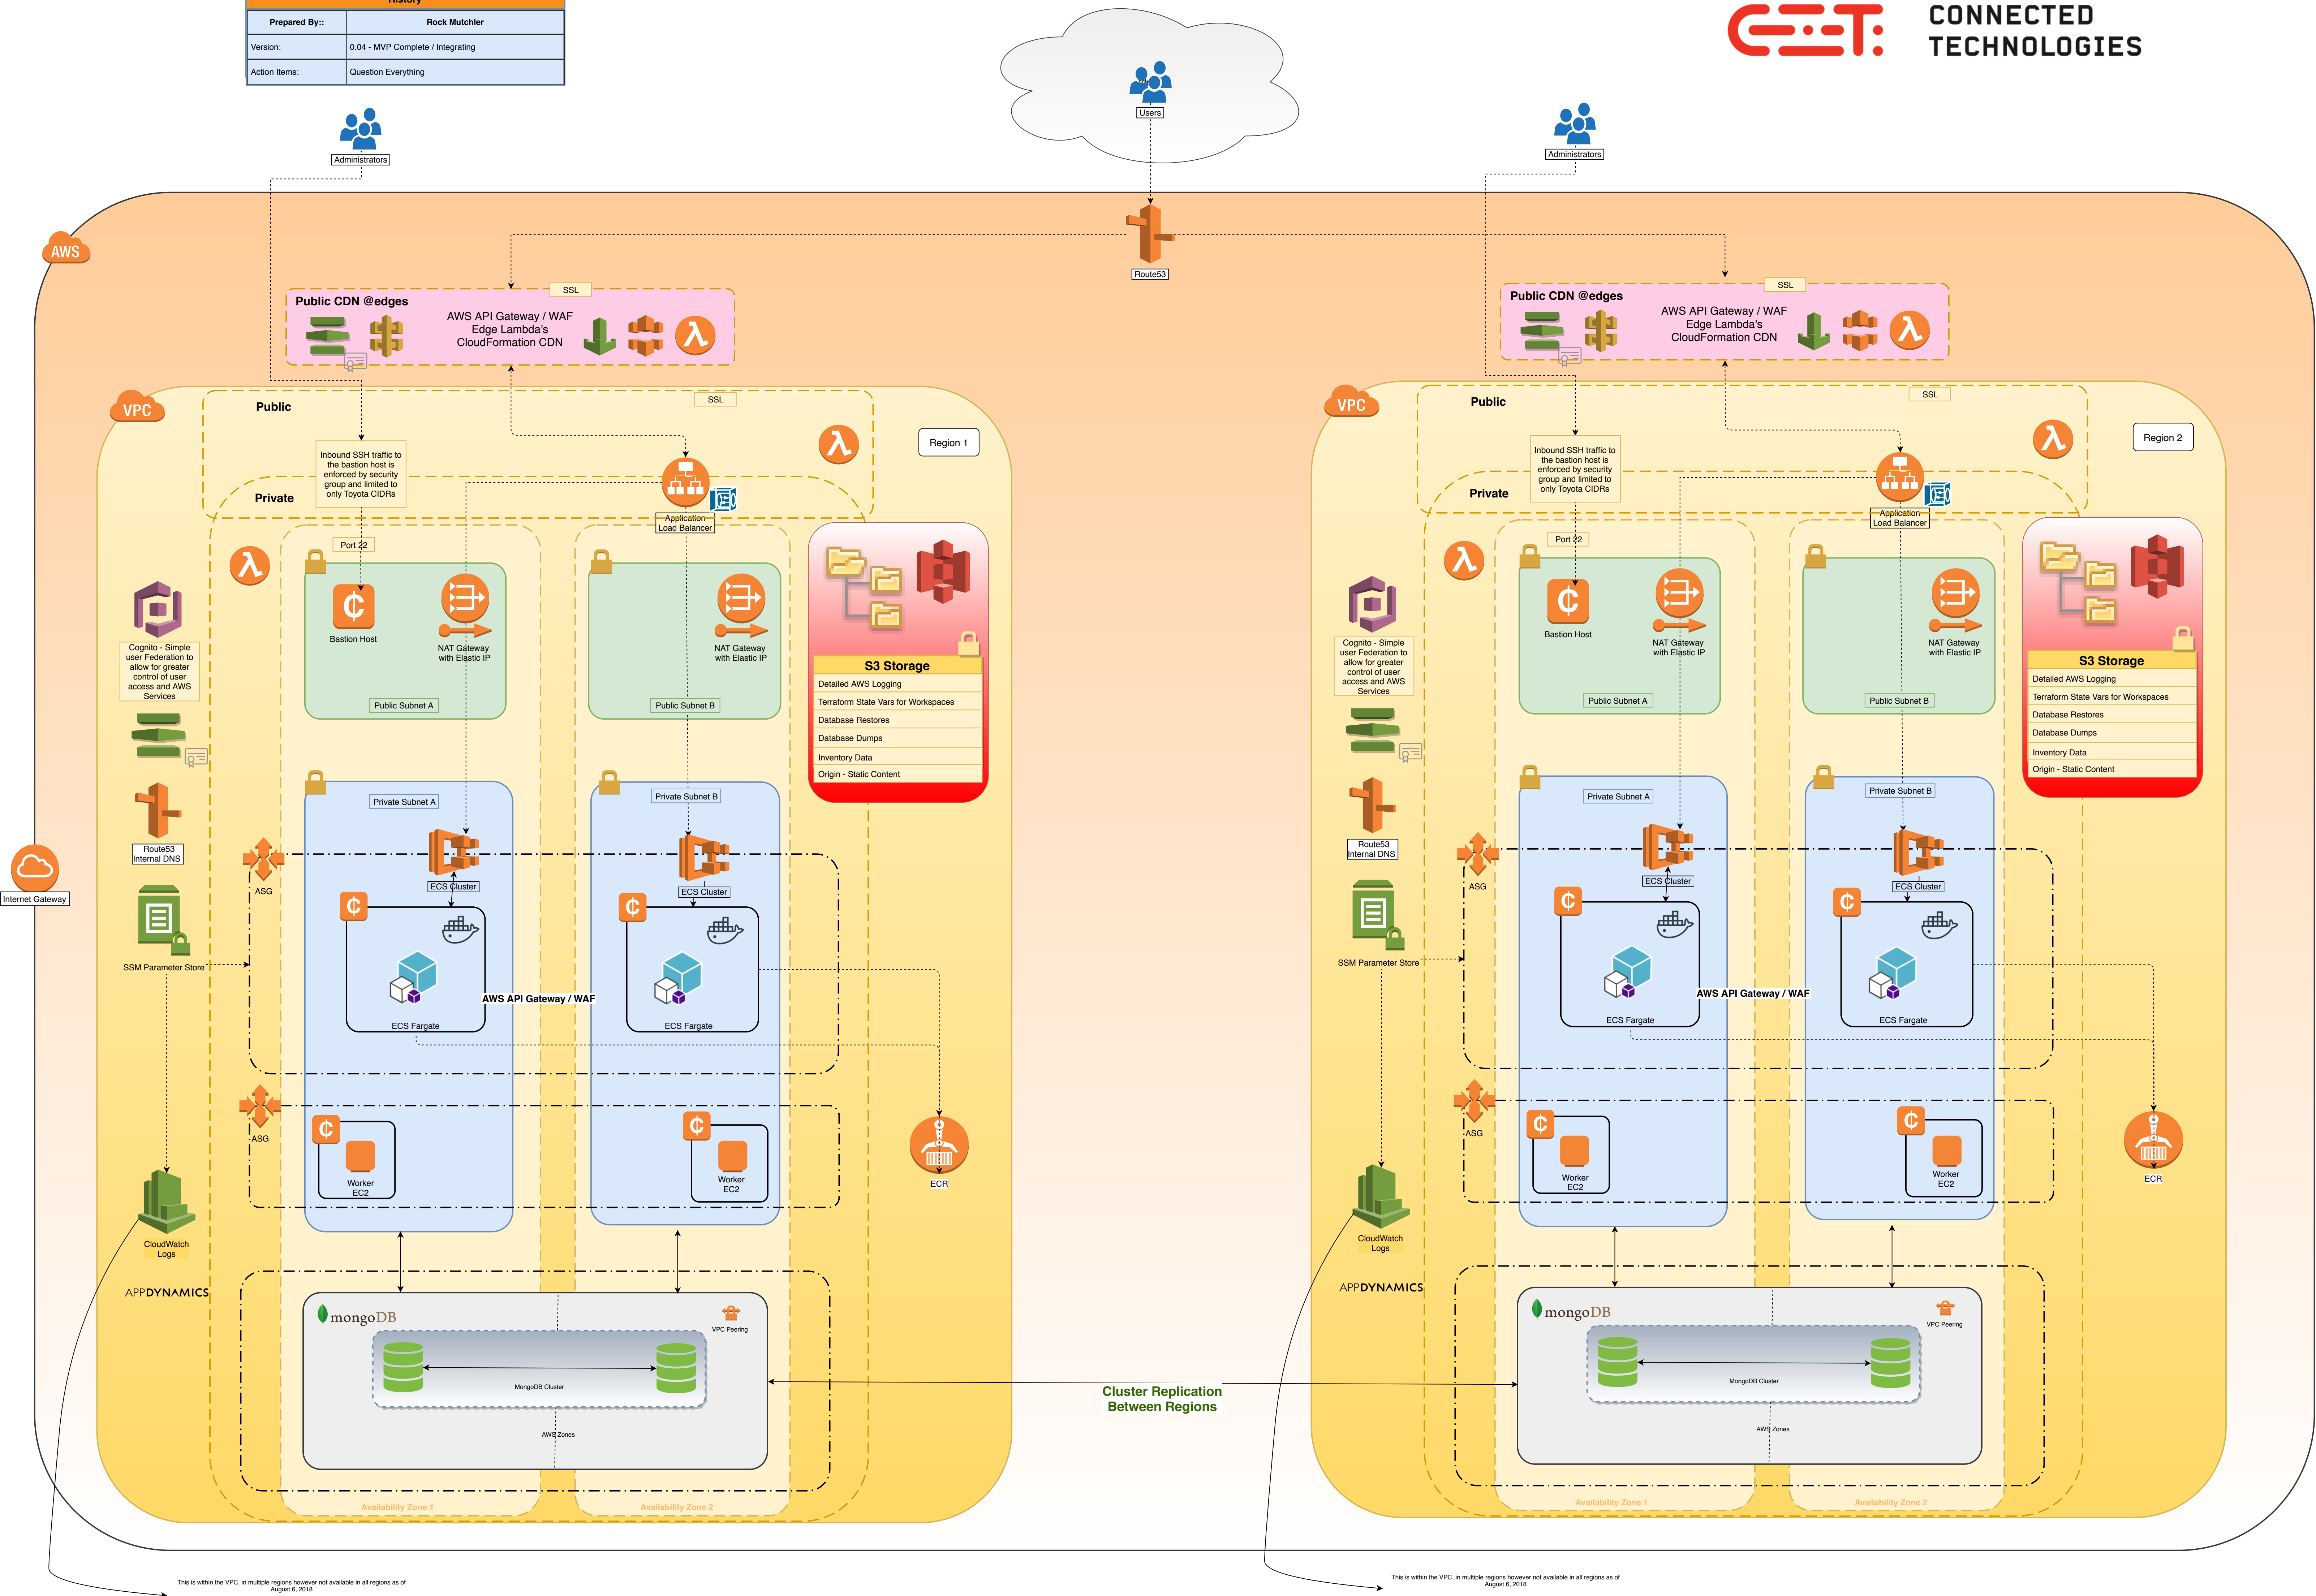 History
Prepared By::
Rock Mutchler
Version:
0.04 - MVP Complete / Integrating
Action Items:
Question Everything
CONNECTED
TECHNOLOGIES
Administrators
Users
Administrators
AWS
Route53
SSL
Public CDN @edges
AWS API Gateway / WAF
Edge Lambda's
CloudFormation CDN
SSL
Public CDN @edges
AWS API Gateway / WAF
Edge Lambda's
CloudFormation CDN
VPC
Public
SSL
Region 1
Inbound SSH traffic to
the bastion host is
enforced by security
group and limited to
only Toyota CIDRs
Private
Application
Load Balancer
Port 22
Bastion Host
NAT Gateway
with Elastic IP
Public Subnet A
NAT Gateway
with Elastic IP
Public Subnet B
S3 Storage
Detailed AWS Logging
Terraform State Vars for Workspaces
Database Restores
Database Dumps
Inventory Data
Origin - Static Content
Cognito - Simple
user Federation to
allow for greater
control of user
access and AWS
Services
Route53
Internal DNS
Internet Gateway
SSM Parameter Store
Private Subnet A
Private Subnet B
ASG
ECS Cluster
ECS Cluster
AWS API Gateway / WAF
ECS Fargate
ECS Fargate
ASG
Worker
EC2
Worker
EC2
ECR
CloudWatch
Logs
APPDYNAMICS
mongoDB
VPC Peering
MongoDB Cluster
AWS Zones
Availability Zone 1
Availability Zone 2
Cluster Replication
Between Regions
VPC
Public
SSL
Region 2
Inbound SSH traffic to
the bastion host is
enforced by security
group and limited to
only Toyota CIDRs
Private
Application
Load Balancer
Port 22
Bastion Host
NAT Gateway
with Elastic IP
Public Subnet A
NAT Gateway
with Elastic IP
Public Subnet B
S3 Storage
Detailed AWS Logging
Terraform State Vars for Workspaces
Database Restores
Database Dumps
Inventory Data
Origin - Static Content
Cognito - Simple
user Federation to
allow for greater
control of user
access and AWS
Services
Route53
Internal DNS
SSM Parameter Store
Private Subnet A
Private Subnet B
ASG
ECS Cluster
ECS Cluster
AWS API Gateway / WAF
ECS Fargate
ECS Fargate
ASG
Worker
EC2
Worker
EC2
ECR
CloudWatch
Logs
APPDYNAMICS
mongoDB
VPC Peering
MongoDB Cluster
AWS Zones
Availability Zone 1
Availability Zone 2
This is within the VPC, in multiple regions however not available in all regions as of
August 6, 2018
This is within the VPC, in multiple regions however not available in all regions as of
August 6, 2018